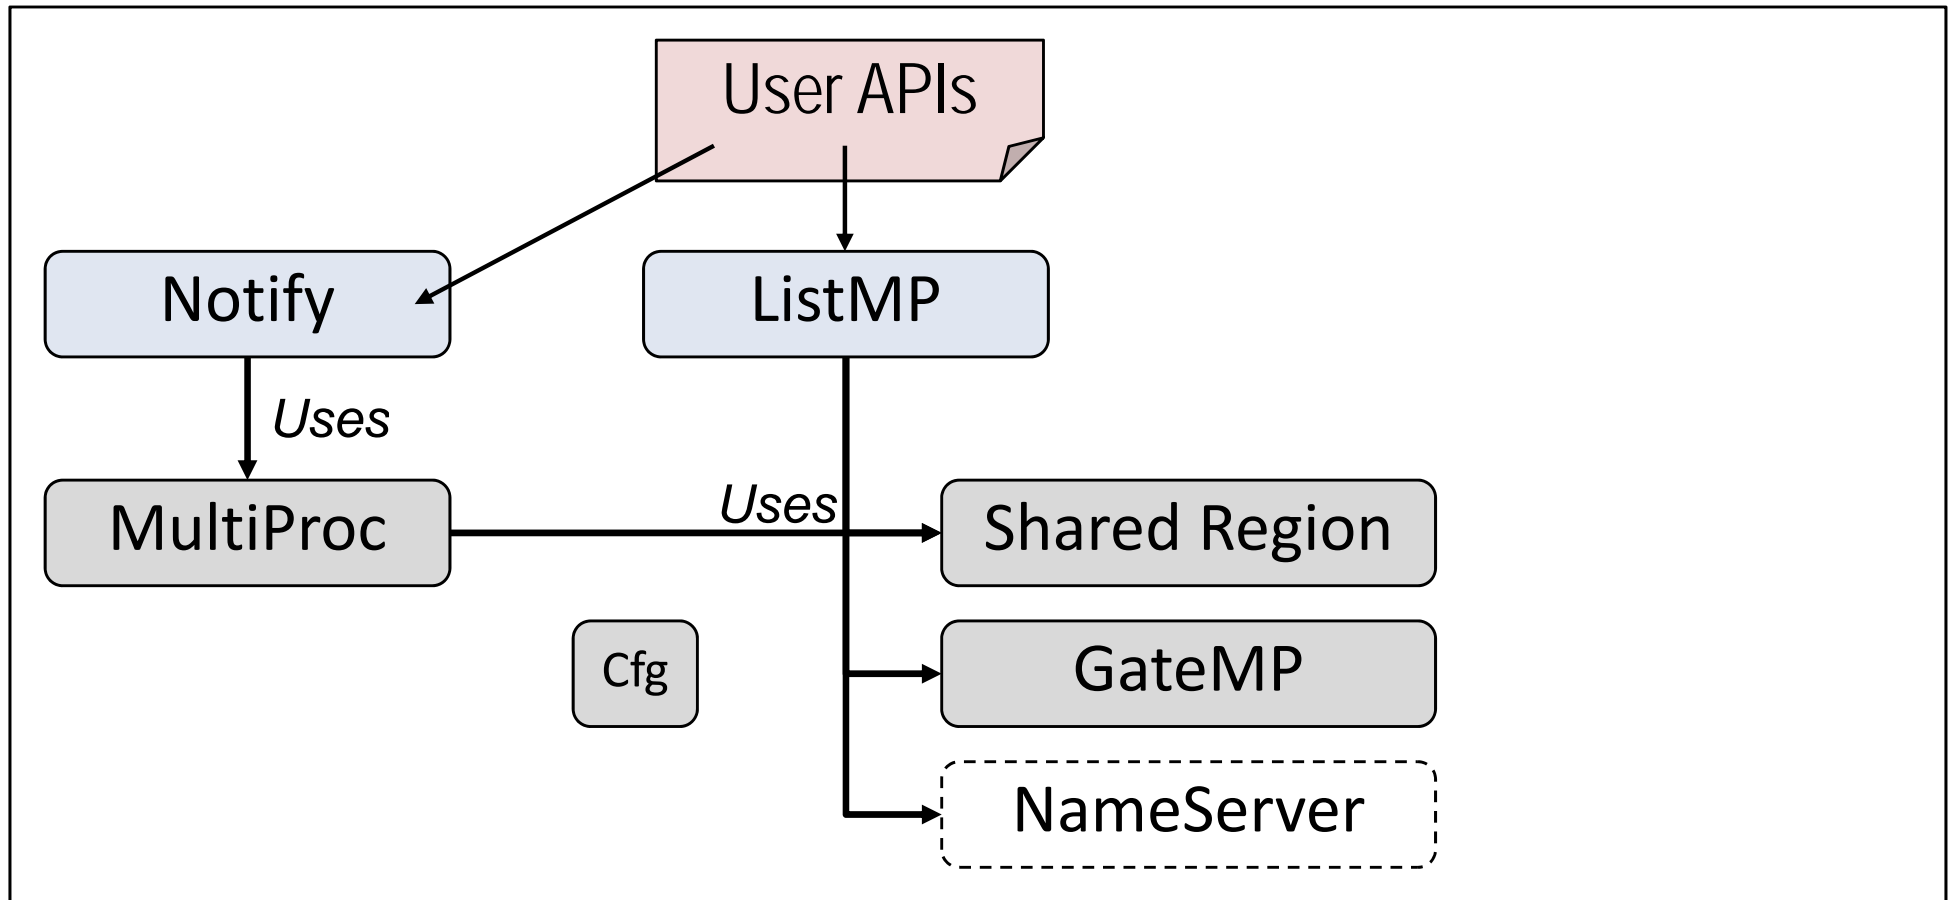 User APIs
Notify
ListMP
Uses
MultiProc
Uses
Shared Region
Cfg
GateMP
NameServer